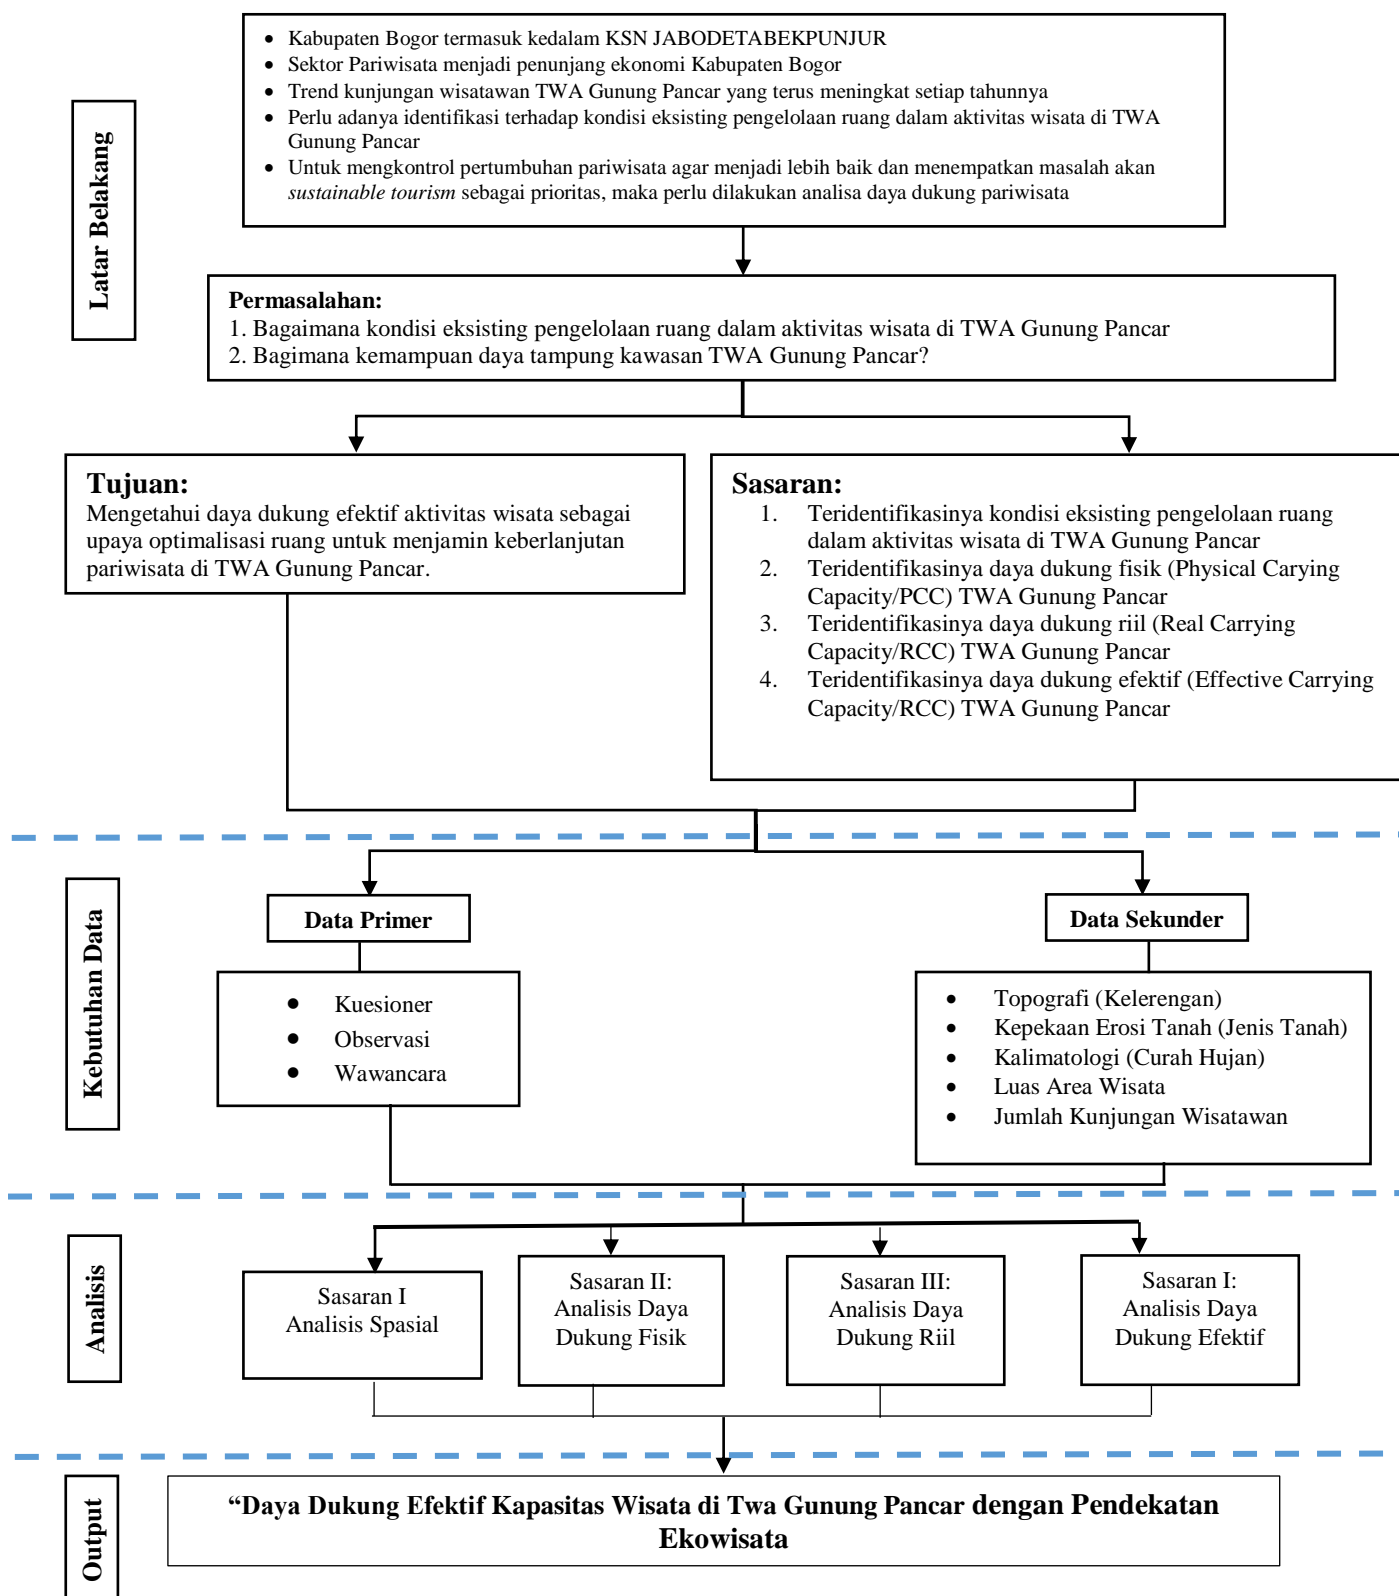 Latar Belakang
• Kabupaten Bogor termasuk kedalam KSN JABODETABEKPUNJUR
• Sektor Pariwisata menjadi penunjang ekonomi Kabupaten Bogor
• Trend kunjungan wisatawan TWA Gunung Pancar yang terus meningkat setiap tahunnya
• Perlu adanya identifikasi terhadap kondisi eksisting pengelolaan ruang dalam aktivitas wisata di TWA
Gunung Pancar
• Untuk mengkontrol pertumbuhan pariwisata agar menjadi lebih baik dan menempatkan masalah akan
sustainable tourism sebagai prioritas, maka perlu dilakukan analisa daya dukung pariwisata
Permasalahan:
1. Bagaimana kondisi eksisting pengelolaan ruang dalam aktivitas wisata di TWA Gunung Pancar
2. Bagimana kemampuan daya tampung kawasan TWA Gunung Pancar?
Tujuan:
Mengetahui daya dukung efektif aktivitas wisata sebagai
upaya optimalisasi ruang untuk menjamin keberlanjutan
pariwisata di TWA Gunung Pancar.
Sasaran:
1. Teridentifikasinya kondisi eksisting pengelolaan ruang
dalam aktivitas wisata di TWA Gunung Pancar
2. Teridentifikasinya daya dukung fisik (Physical Carying
Capacity/PCC) TWA Gunung Pancar
3. Teridentifikasinya daya dukung riil (Real Carrying
Capacity/RCC) TWA Gunung Pancar
4. Teridentifikasinya daya dukung efektif (Effective Carrying
Capacity/RCC) TWA Gunung Pancar
Kebutuhan Data
Data Primer
• Kuesioner
• Observasi
• Wawancara
Data Sekunder
• Topografi (Kelerengan)
• Kepekaan Erosi Tanah (Jenis Tanah)
• Kalimatologi (Curah Hujan)
• Luas Area Wisata
• Jumlah Kunjungan Wisatawan
Analisis
Sasaran I
Analisis Spasial
Sasaran II:
Analisis Daya
Dukung Fisik
Sasaran III:
Analisis Daya
Dukung Riil
Sasaran I:
Analisis Daya
Dukung Efektif
Output
“Daya Dukung Efektif Kapasitas Wisata di Twa Gunung Pancar dengan Pendekatan
Ekowisata